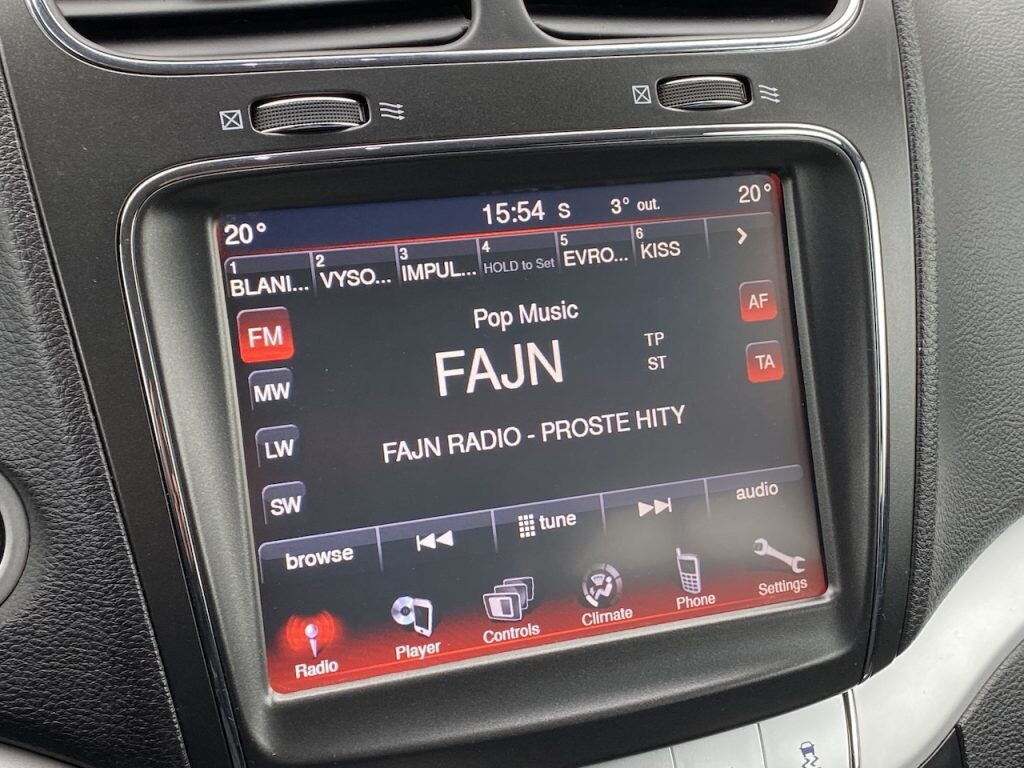 20° 15:54 S 3° out. 20°
1 BLANI... 2 VYSO... 3 IMPUL... 4 HOLD to Set 5 EVRO... 6 KISS
Pop Music
FM FAJN TP AF
MW ST TA
LW FAJN RADIO - PROSTE HITY
SW
browse tune audio
Radio Player Controls Climate Phone Settings